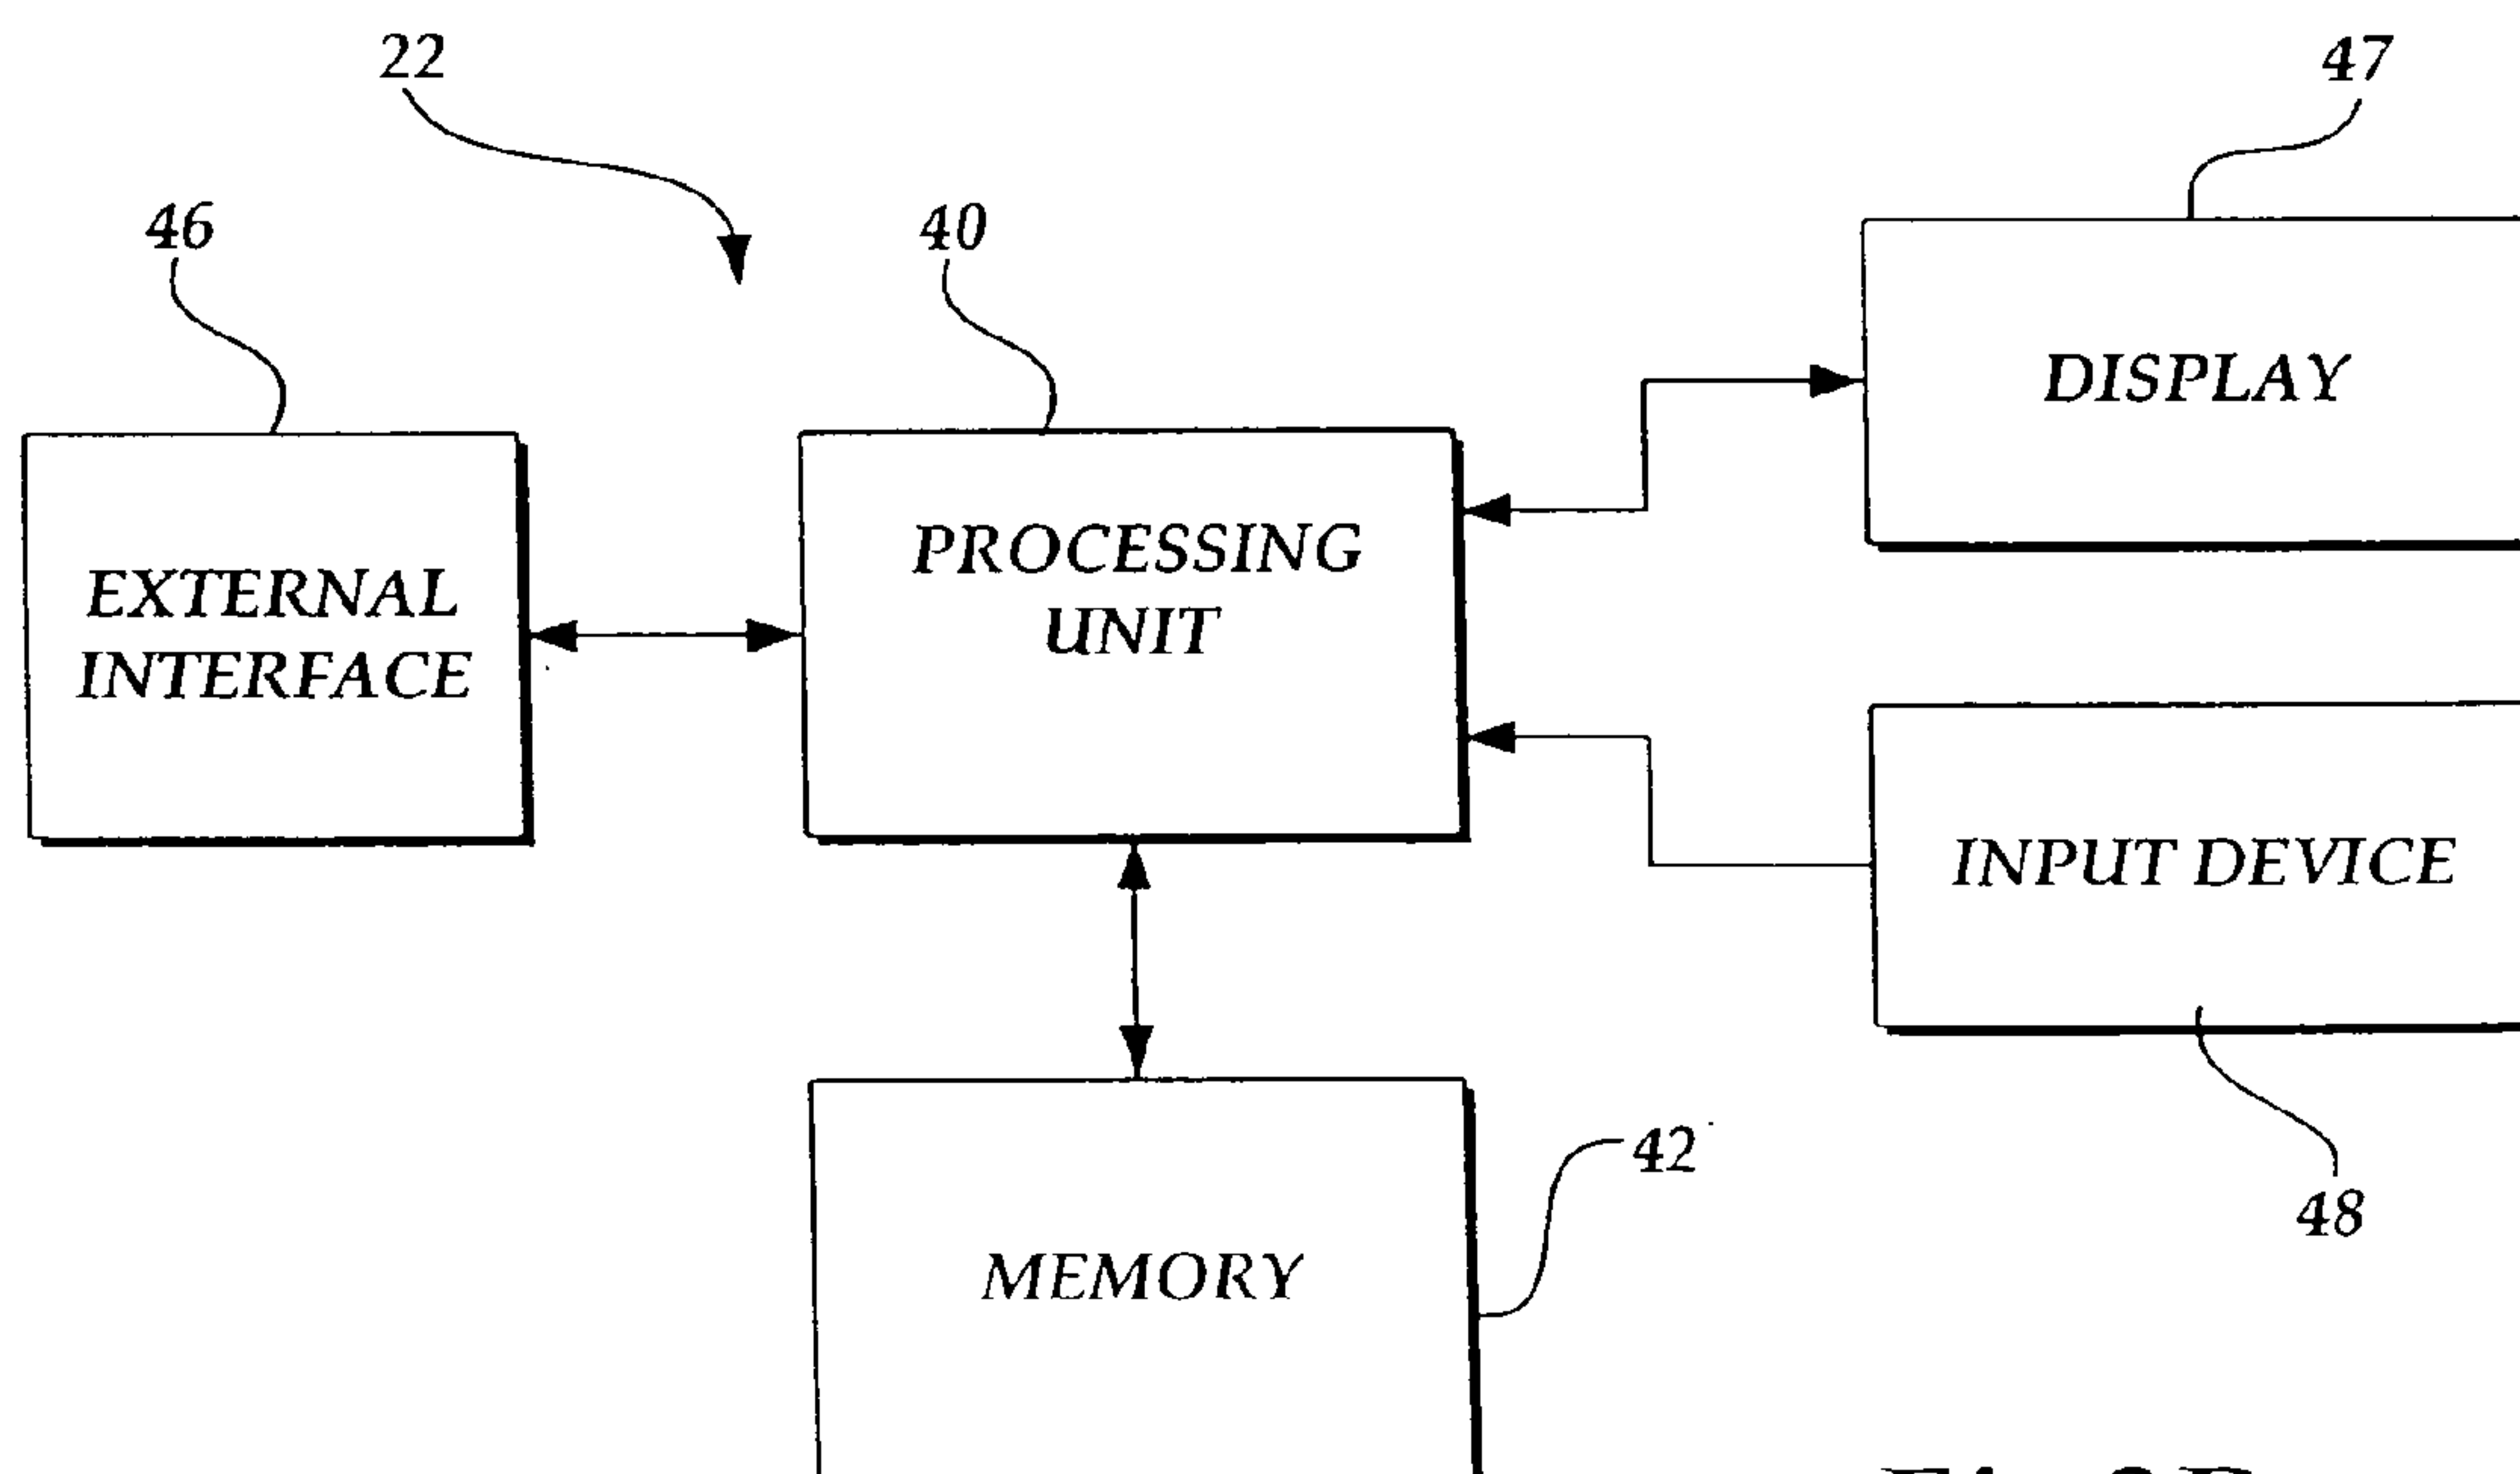 22
47
46
40
DISPLAY
PROCESSING
UNIT
EXTERNAL
INTERFACE
INPUT DEVICE
42
48
MEMORY